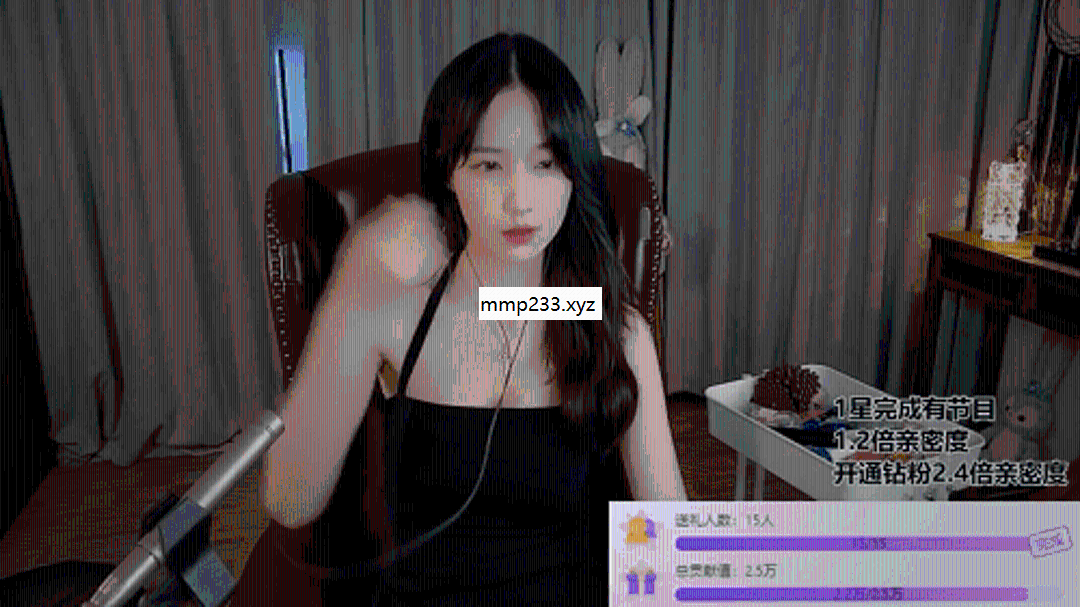 mmp233.xyz
1星完成有节目
1.2倍亲密度
开通钻粉2.4倍亲密度
送礼人数：15人
15/15
总贡献值：2.5万